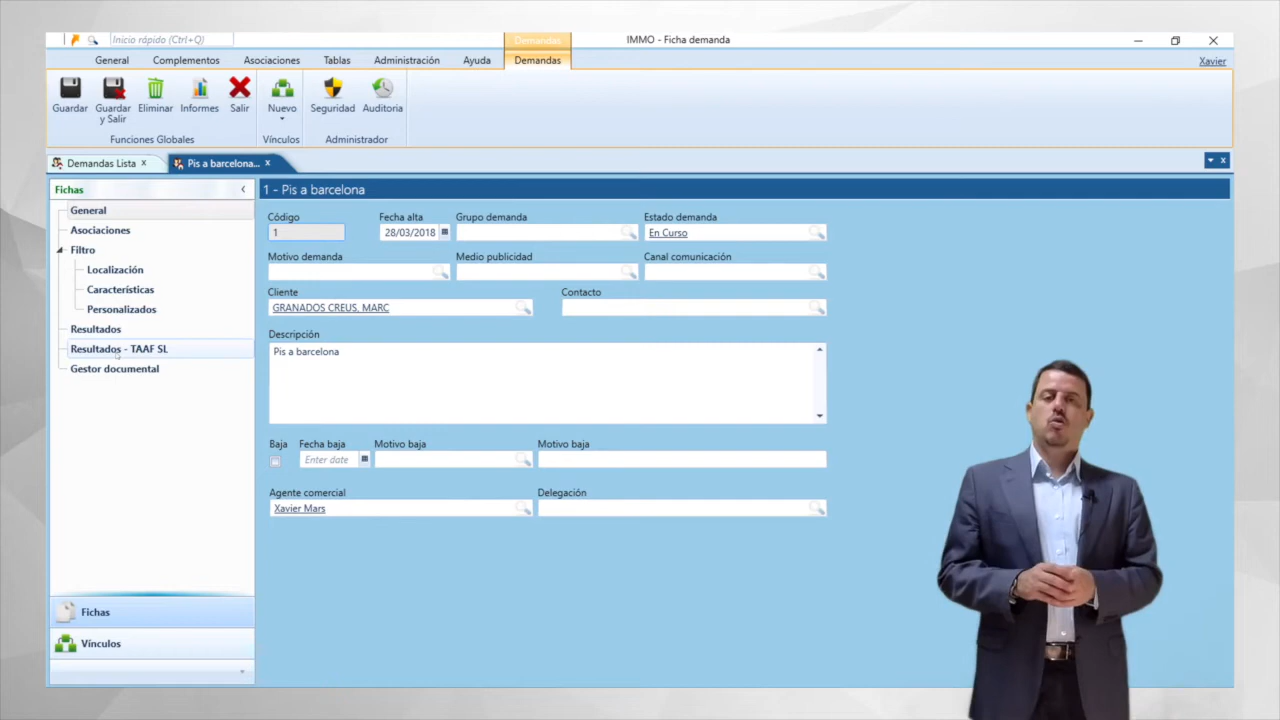 Inicio rápido (Ctrl+Q)
Demandas
IMMO - Ficha demanda
General
Complementos
Asociaciones
Tablas
Administración
Ayuda
Demandas
Xavier
Guardar
Guardar y Salir
Eliminar
Informes
Salir
Nuevo
Seguridad
Auditoria
Funciones Globales
Vínculos
Administrador
Demandas Lista
Pis a barcelona...
Fichas
1 - Pis a barcelona
General
Asociaciones
Filtro
Localización
Características
Personalizados
Resultados
Resultados - TAAF SL
Gestor documental
Código
Fecha alta
Grupo demanda
Estado demanda
1
28/03/2018
En Curso
Motivo demanda
Medio publicidad
Canal comunicación
Cliente
Contacto
GRANADOS CREUS, MARC
Descripción
Pis a barcelona
Baja
Fecha baja
Motivo baja
Motivo baja
Enter date
Agente comercial
Delegación
Xavier Mars
Fichas
Vínculos